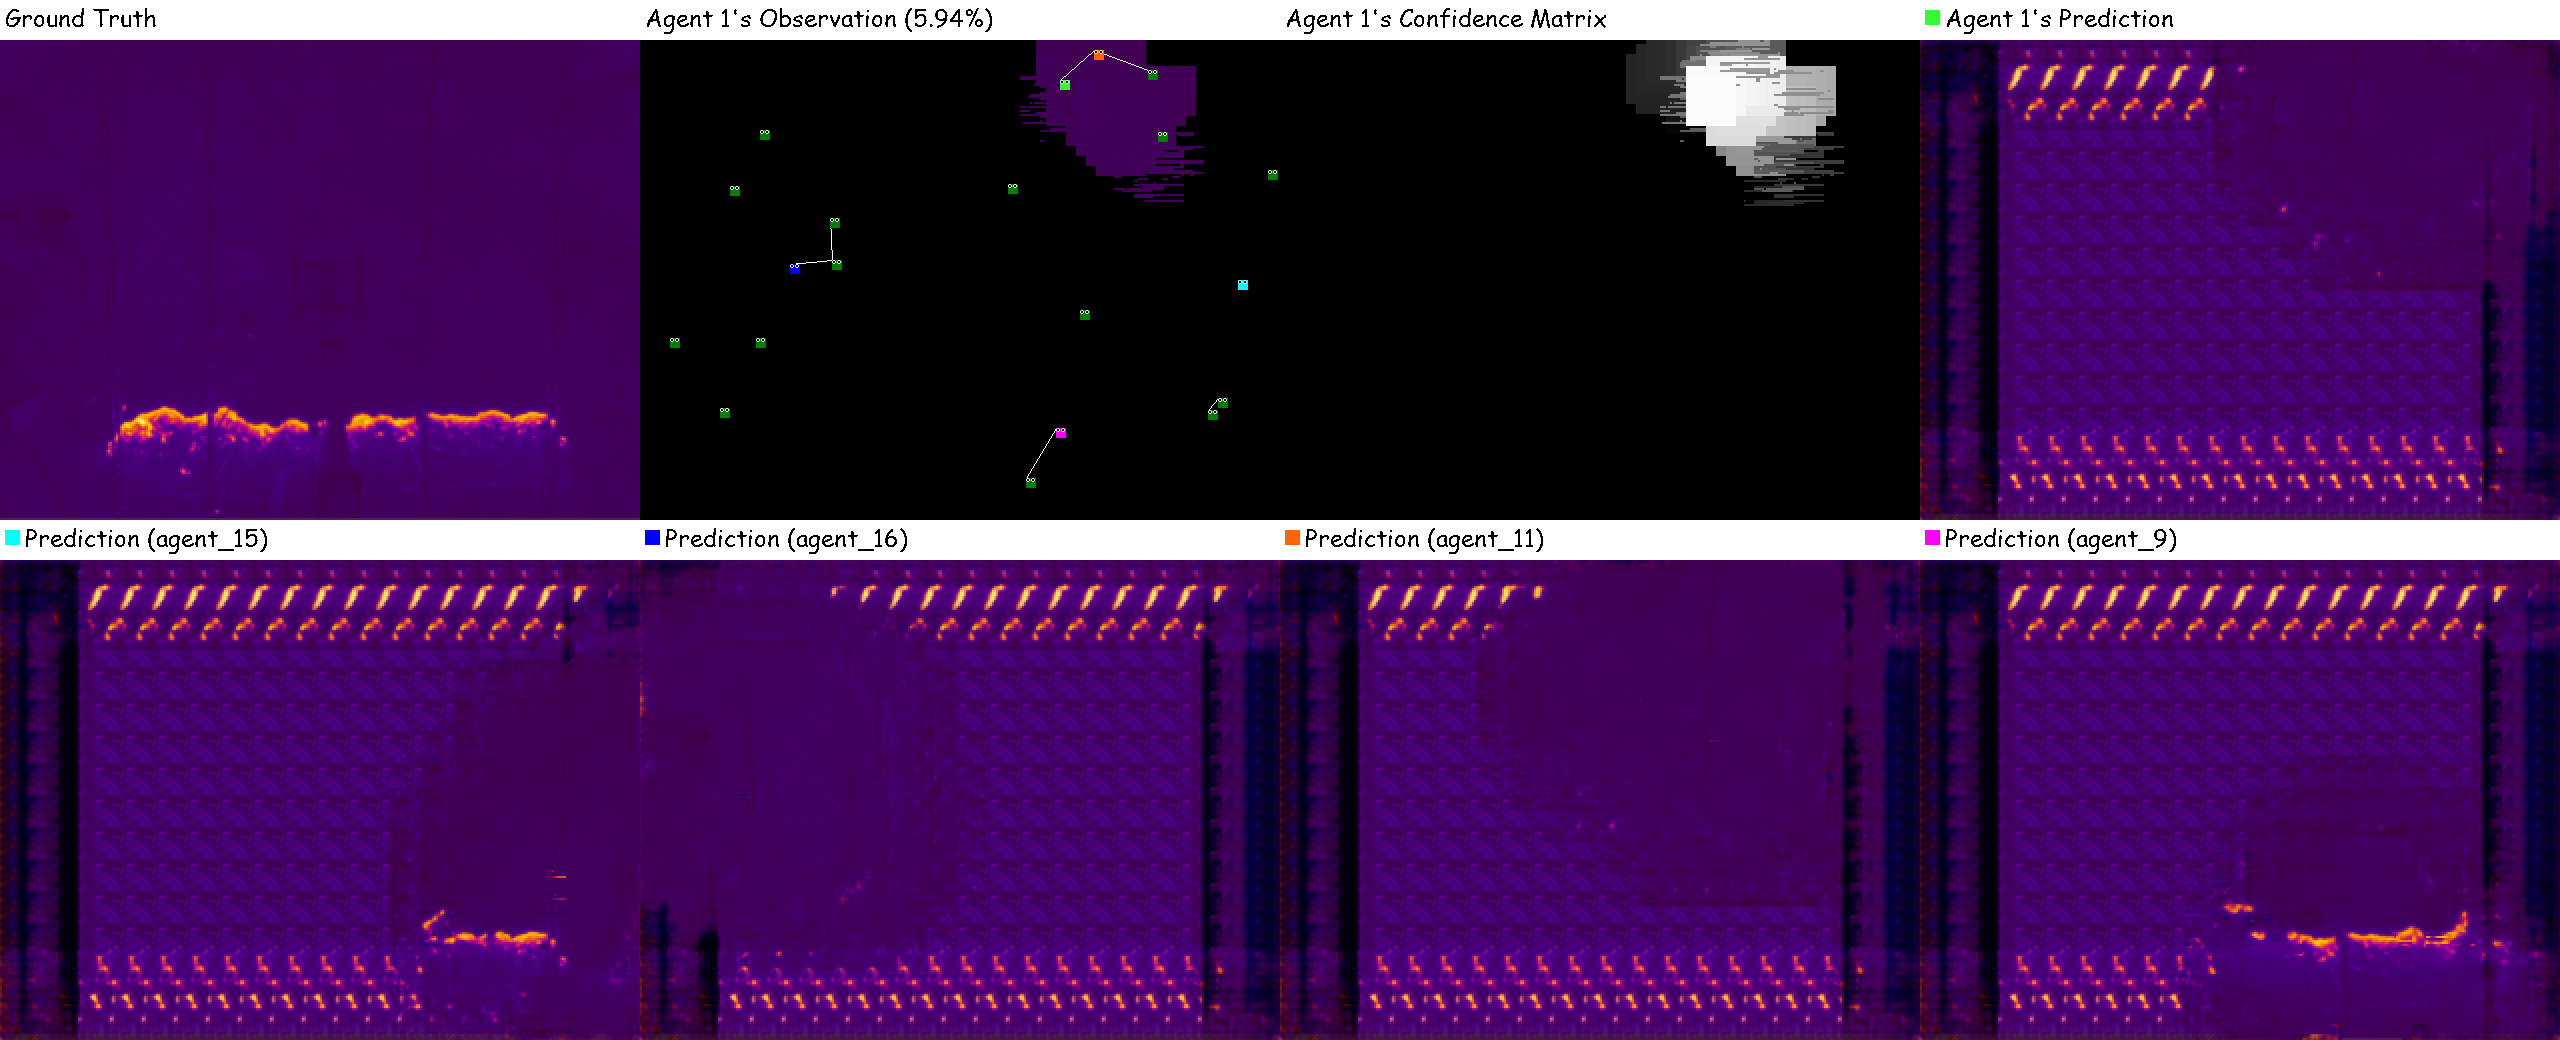 Ground Truth
Agent 1's Observation (5.94%)
Agent 1's Confidence Matrix
Agent 1's Prediction
Prediction (agent_15)
Prediction (agent_16)
Prediction (agent_11)
Prediction (agent_9)